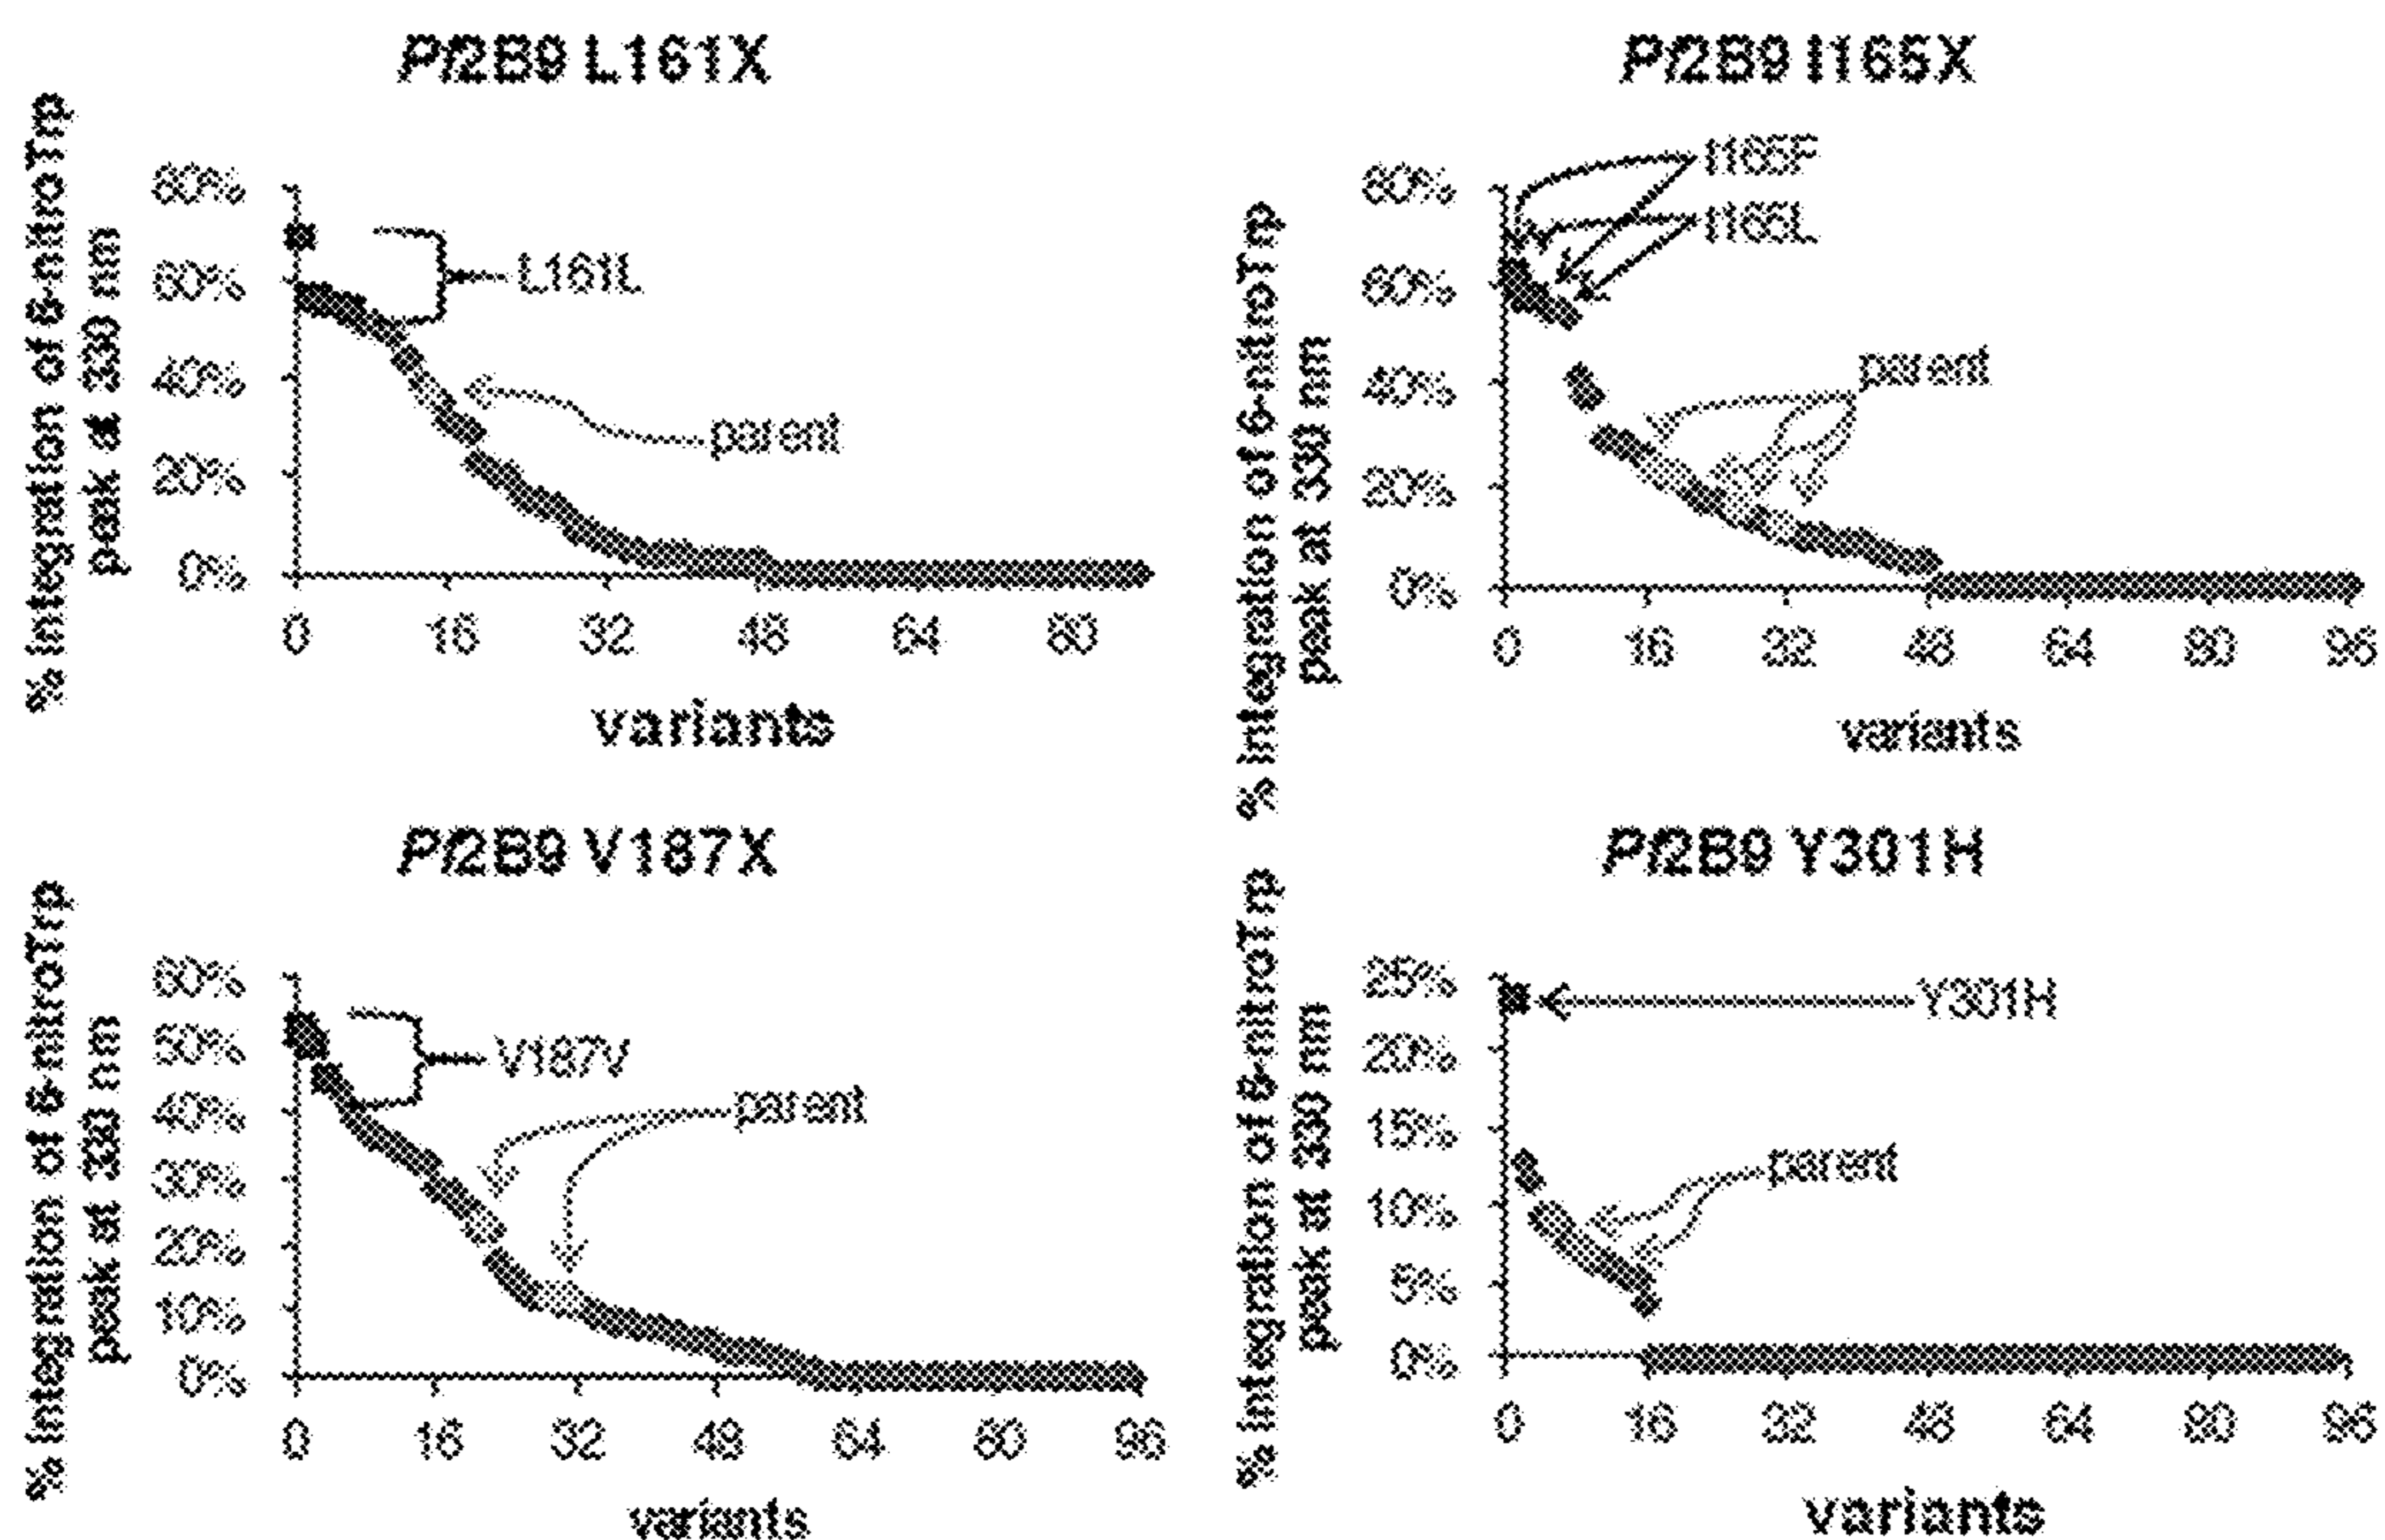 Pf2B9 L161X
% integration of 6-nitroTrp
peak at 330 nm
80%
60%
40%
20%
0%
L161L
parent
0 16 32 48 64 80
variants
Pf2B9 I165X
% integration of 6-nitroTrp
peak at 330 nm
80%
60%
40%
20%
0%
I165F
I165L
parent
0 16 32 48 64 80 96
variants
Pf2B9 V187X
% integration of 6-nitroTrp
peak at 330 nm
60%
50%
40%
30%
20%
10%
0%
V187V
parent
0 16 32 48 64 80 96
variants
Pf2B9 Y301H
% integration of 6-nitroTrp
peak at 330 nm
25%
20%
15%
10%
5%
0%
Y301H
parent
0 16 32 48 64 80 96
variants